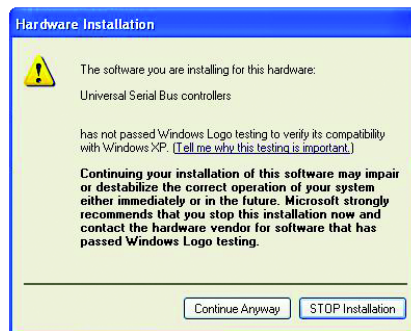 Hardware Installation
The software you are installing for this hardware:
Universal Serial Bus controllers
has not passed Windows Logo testing to verify its compatibility
with Windows XP. (Tell me why this testing is important.)
Continuing your installation of this software may impair
or destabilize the correct operation of your system
either immediately or in the future. Microsoft strongly
recommends that you stop this installation now and
contact the hardware vendor for software that has
passed Windows Logo testing.
Continue Anyway
STOP Installation